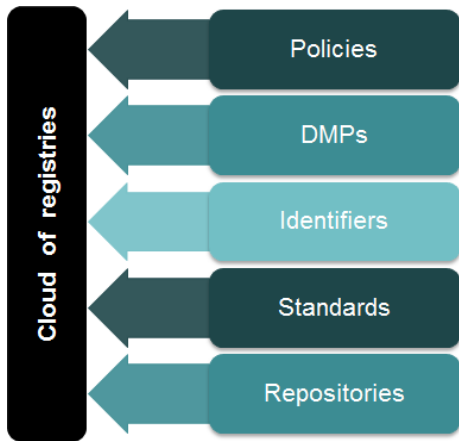 Cloud of registries
Policies
DMPs
Identifiers
Standards
Repositories